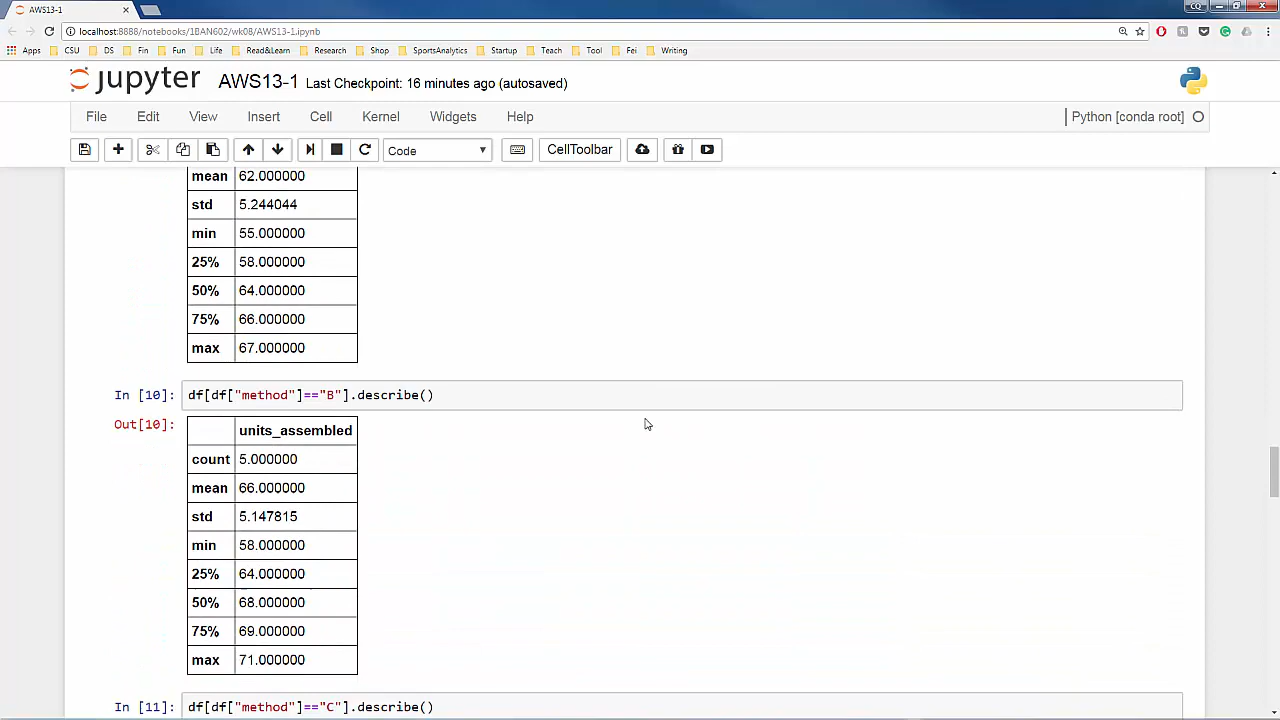 AWS13-1
CQ
localhost:8888/notebooks/1BAN602/wk08/AWS13-1.ipynb
Apps CSU DS Fin Fun Life Read&Learn Research Shop SportsAnalytics Startup Teach Tool Fei Writing
jupyter AWS13-1 Last Checkpoint: 16 minutes ago (autosaved)
File Edit View Insert Cell Kernel Widgets Help Python [conda root]
Code CellToolbar
mean 62.000000
std 5.244044
min 55.000000
25% 58.000000
50% 64.000000
75% 66.000000
max 67.000000
In [10]: df[df["method"]=="B"].describe()
Out[10]:
units_assembled
count 5.000000
mean 66.000000
std 5.147815
min 58.000000
25% 64.000000
50% 68.000000
75% 69.000000
max 71.000000
In [11]: df[df["method"]=="C"].describe()